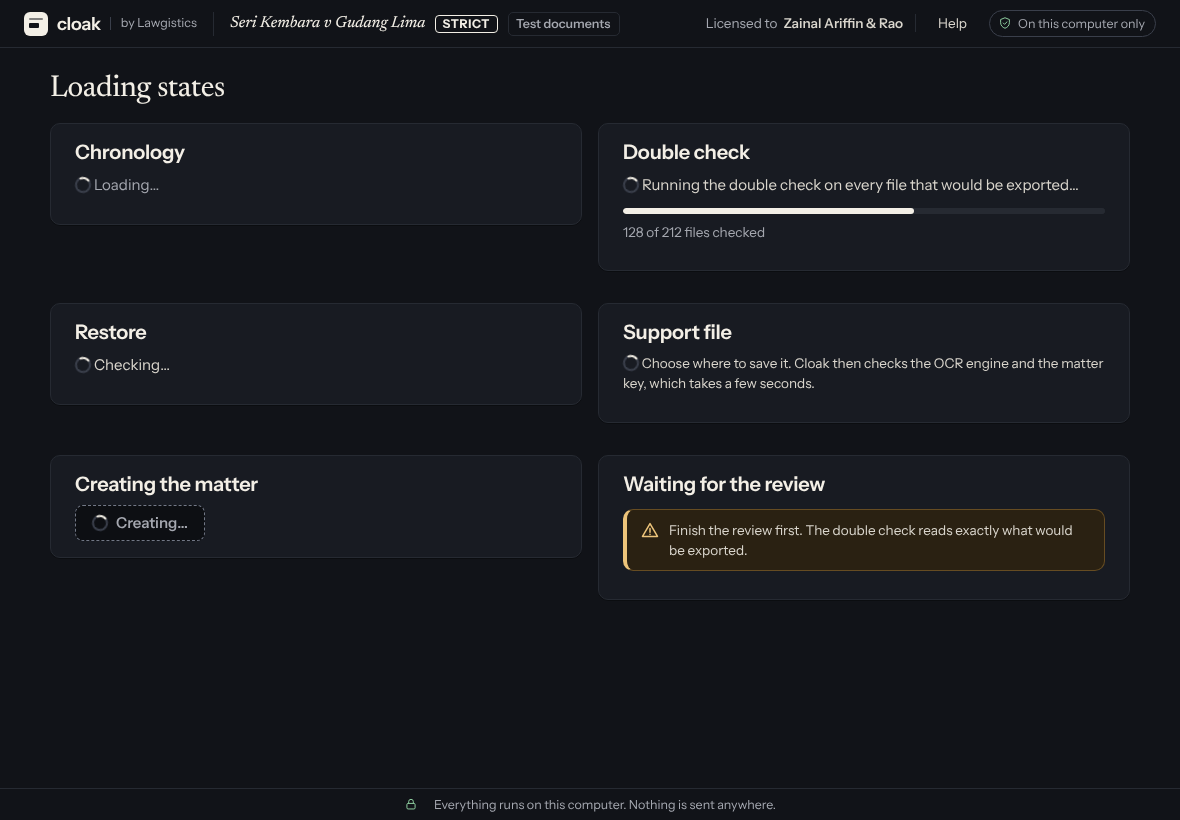 cloak
by Lawgistics
Seri Kembara v Gudang Lima
STRICT
Test documents
Licensed to Zainal Ariffin & Rao
Help
On this computer only
Loading states
Chronology
Loading...
Double check
Running the double check on every file that would be exported...
128 of 212 files checked
Restore
Checking...
Support file
Choose where to save it. Cloak then checks the OCR engine and the matter
key, which takes a few seconds.
Creating the matter
Creating...
Waiting for the review
Finish the review first. The double check reads exactly what would
be exported.
Everything runs on this computer. Nothing is sent anywhere.